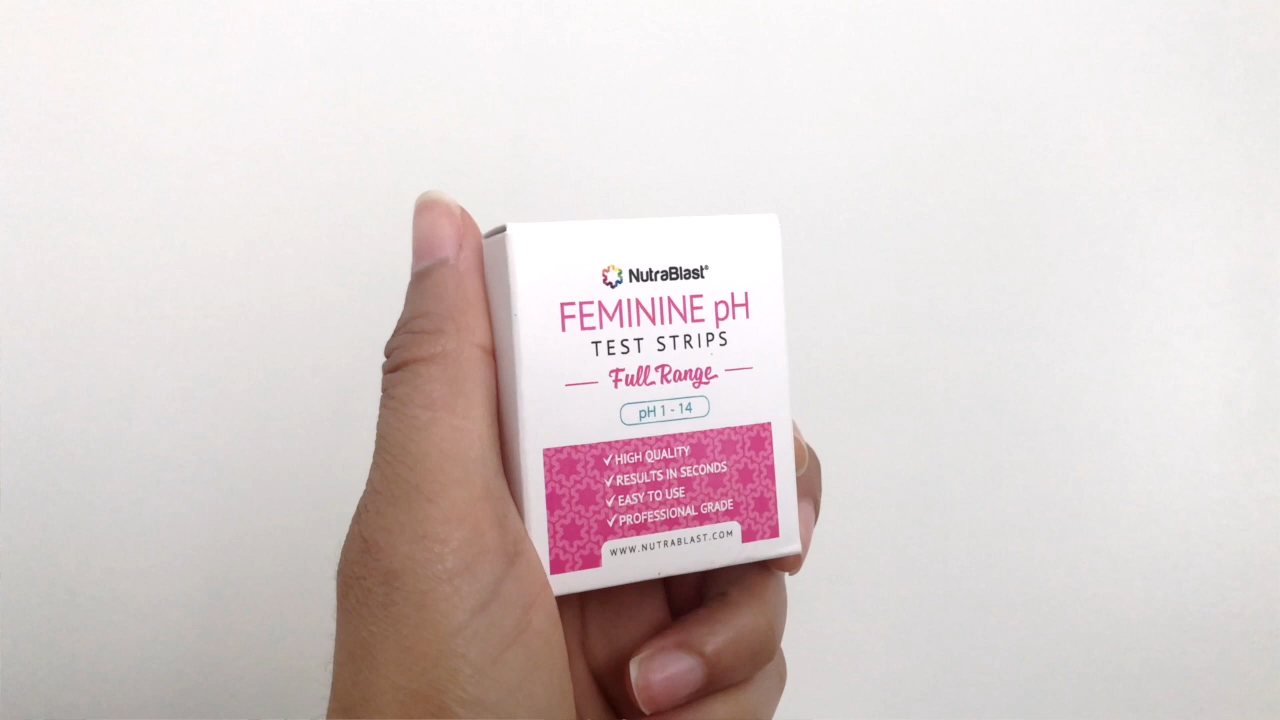 NutraBlast®
FEMININE pH
TEST STRIPS
Full Range
pH 1 - 14
✓ HIGH QUALITY
✓ RESULTS IN SECONDS
✓ EASY TO USE
✓ PROFESSIONAL GRADE
WWW.NUTRABLAST.COM